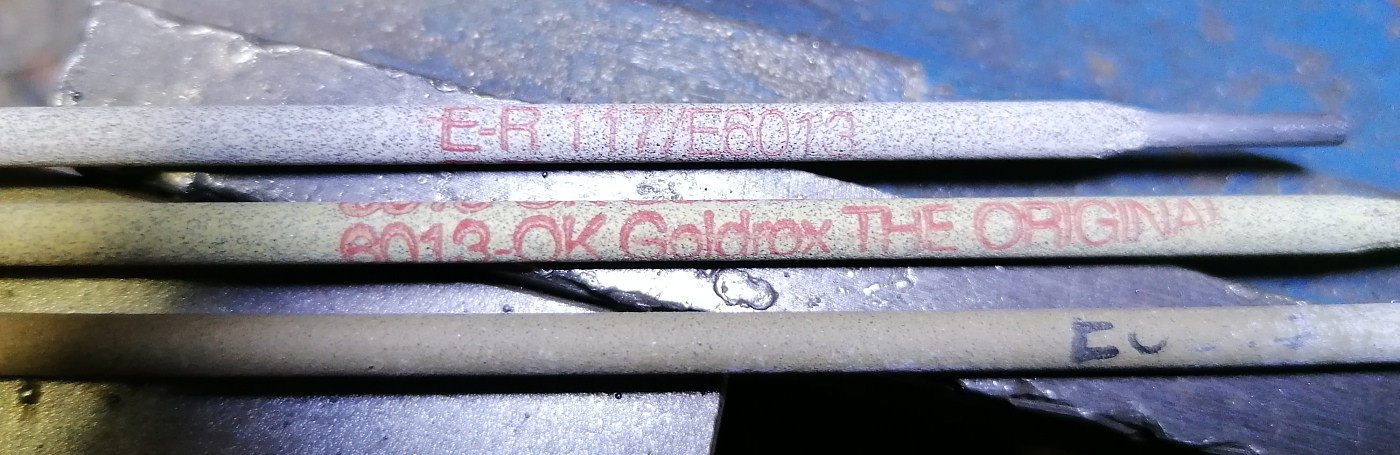 E-R 117/E6013
6013-OK Goldrox THE ORIGINAL